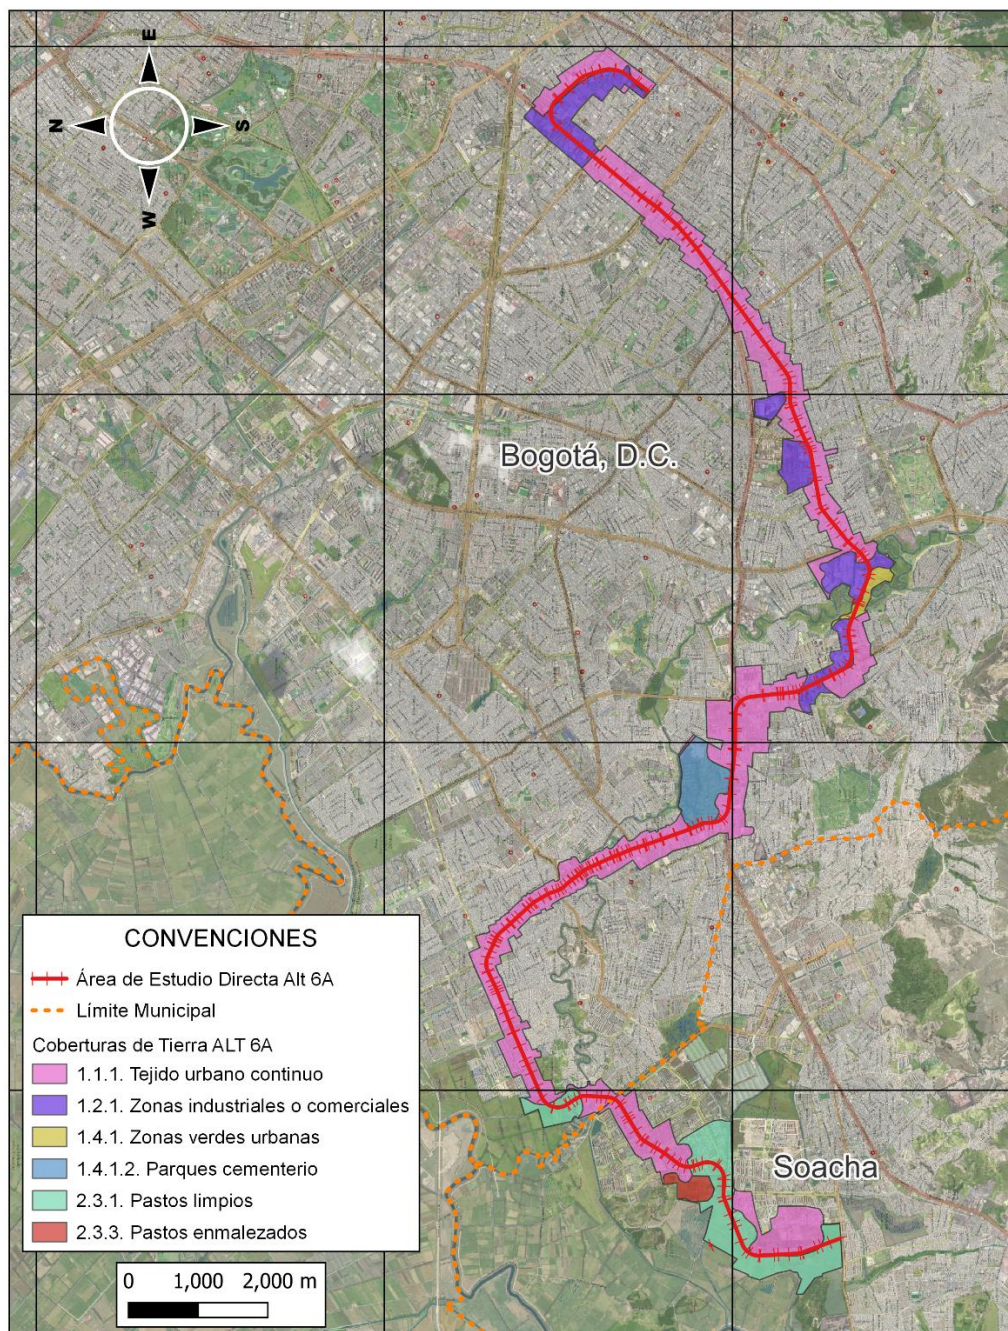 E
N
S
W
Bogotá, D.C.
Soacha
CONVENCIONES
Área de Estudio Directa Alt 6A
Límite Municipal
Coberturas de Tierra ALT 6A
1.1.1. Tejido urbano continuo
1.2.1. Zonas industriales o comerciales
1.4.1. Zonas verdes urbanas
1.4.1.2. Parques cementerio
2.3.1. Pastos limpios
2.3.3. Pastos enmalezados
0 1,000 2,000 m